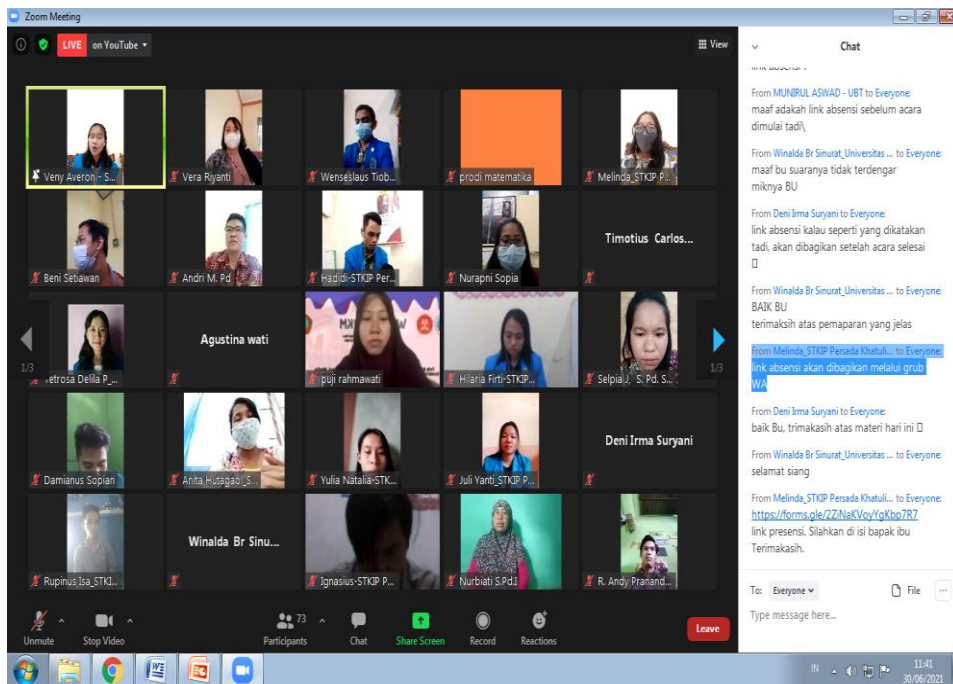 Zoom Meeting
LIVE on YouTube
View
Veny Averon - S...
Vera Riyanti
Wenseslaus Tiob...
prodi matematika
Melinda_STKIP P...
Beni Setiawan
Andri M. Pd
Hadidi-STKIP Per...
Nurapni Sopia
Timotius Carlos...
1/3
etrosa Delila P_...
Agustina wati
puji rahmawati
Hilaria Firti-STKIP...
Selpia J, S. Pd. S...
1/3
Damianus Sopian
Anita Hutagaol_S...
Yulia Natalia-STK...
Juli Yanti_STKIP P...
Deni Irma Suryani
Rupinus Isa_STKI...
Winalda Br Sinu...
Ignasius-STKIP P...
Nurbiati S.Pd.I
R. Andy Pranand...
Unmute
Stop Video
73
Participants
Chat
Share Screen
Record
Reactions
Leave
Chat
From MUNIRUL ASWAD - UBT to Everyone:
maaf adakah link absensi sebelum acara
dimulai tadi\
From Winalda Br Sinurat_Universitas ... to Everyone:
maaf bu suaranya tidak terdengar
miknya BU
From Deni Irma Suryani to Everyone:
link absensi kalau seperti yang dikatakan
tadi, akan dibagikan setelah acara selesai
From Winalda Br Sinurat_Universitas ... to Everyone:
BAIK BU
terimaksih atas pemaparan yang jelas
From Melinda_STKIP Persada Khatuli... to Everyone:
link absensi akan dibagikan melalui grub
WA
From Deni Irma Suryani to Everyone:
baik Bu, trimakasih atas materi hari ini
From Winalda Br Sinurat_Universitas ... to Everyone:
selamat siang
From Melinda_STKIP Persada Khatuli... to Everyone:
https://forms.gle/2ZiNaKVoyYgKbp7R7
link presensi. Silahkan di isi bapak ibu
Terimakasih.
To: Everyone
File
Type message here...
IN
11:41
30/06/2021